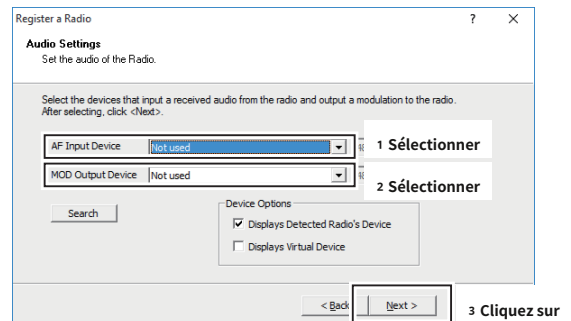 Register a Radio ? ×
Audio Settings
Set the audio of the Radio.
Select the devices that input a received audio from the radio and output a modulation to the radio.
After selecting, click <Next>.
AF Input Device Not used 1 Sélectionner
MOD Output Device Not used 2 Sélectionner
Search
Device Options
Displays Detected Radio's Device
Displays Virtual Device
< Back Next > 3 Cliquez sur